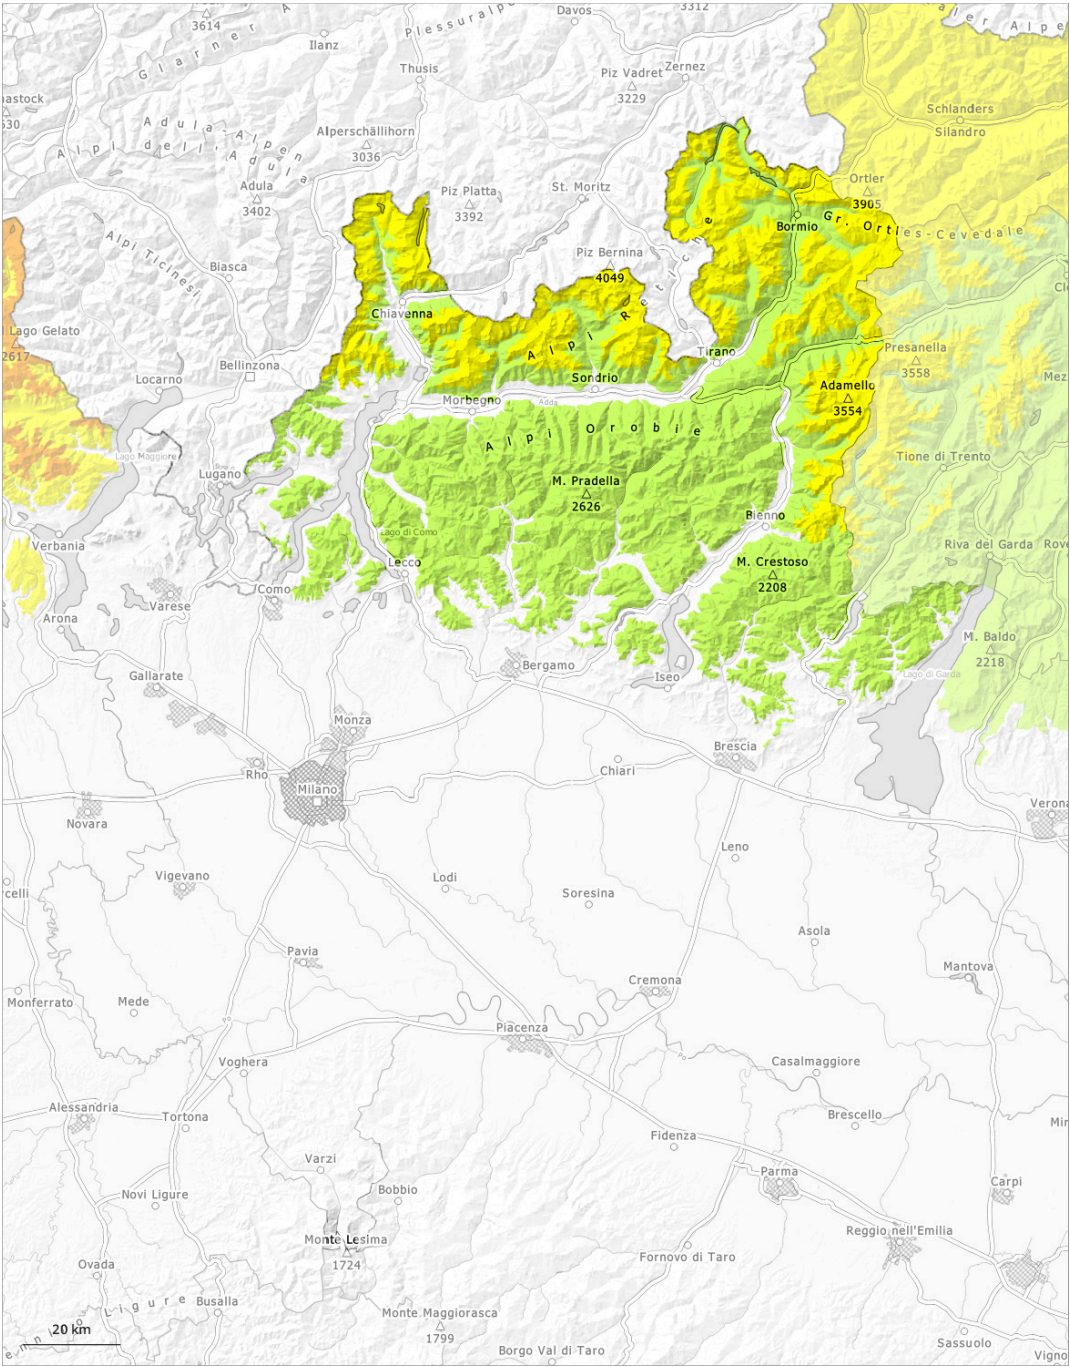 3614
Davos
3312
Plessuralpe
Glarner A
Ilanz
Thusis
Zernez
Piz Vadret
3229
Schlanders
Silandro
Adula-Alpen
Alpi dell'Adula
Alperschällihorn
3036
Adula
3402
Piz Platta
3392
St. Moritz
Ortler
3905
Bormio
Gr. Ortles-Cevedale
Alpi Ticinesi
Biasca
Piz Bernina
4049
Lago Gelato
2617
Chiavenna
Alpi Retiche
Tirano
Presanella
3558
Bellinzona
Locarno
Sondrio
Morbegno
Adda
Adamello
3554
Alpi Orobie
Tione di Trento
Lago Maggiore
Lugano
M. Pradella
2626
Bienno
Lago di Como
Verbania
Riva del Garda
Lecco
M. Crestoso
2208
Como
Varese
Arona
M. Baldo
2218
Bergamo
Iseo
Lago di Garda
Gallarate
Monza
Brescia
Rho
Chiari
Milano
Novara
Verona
Leno
Vigevano
Lodi
Soresina
Asola
Pavia
Mantova
Cremona
Monferrato
Mede
Piacenza
Voghera
Casalmaggiore
Alessandria
Tortona
Brescello
Fidenza
Varzi
Parma
Bobbio
Novi Ligure
Carpi
Monte Lesima
1724
Reggio nell'Emilia
Fornovo di Taro
Ovada
Busalla
Ligure
20 km
Monte Maggiorasca
1799
Sassuolo
Borgo Val di Taro
Vigno